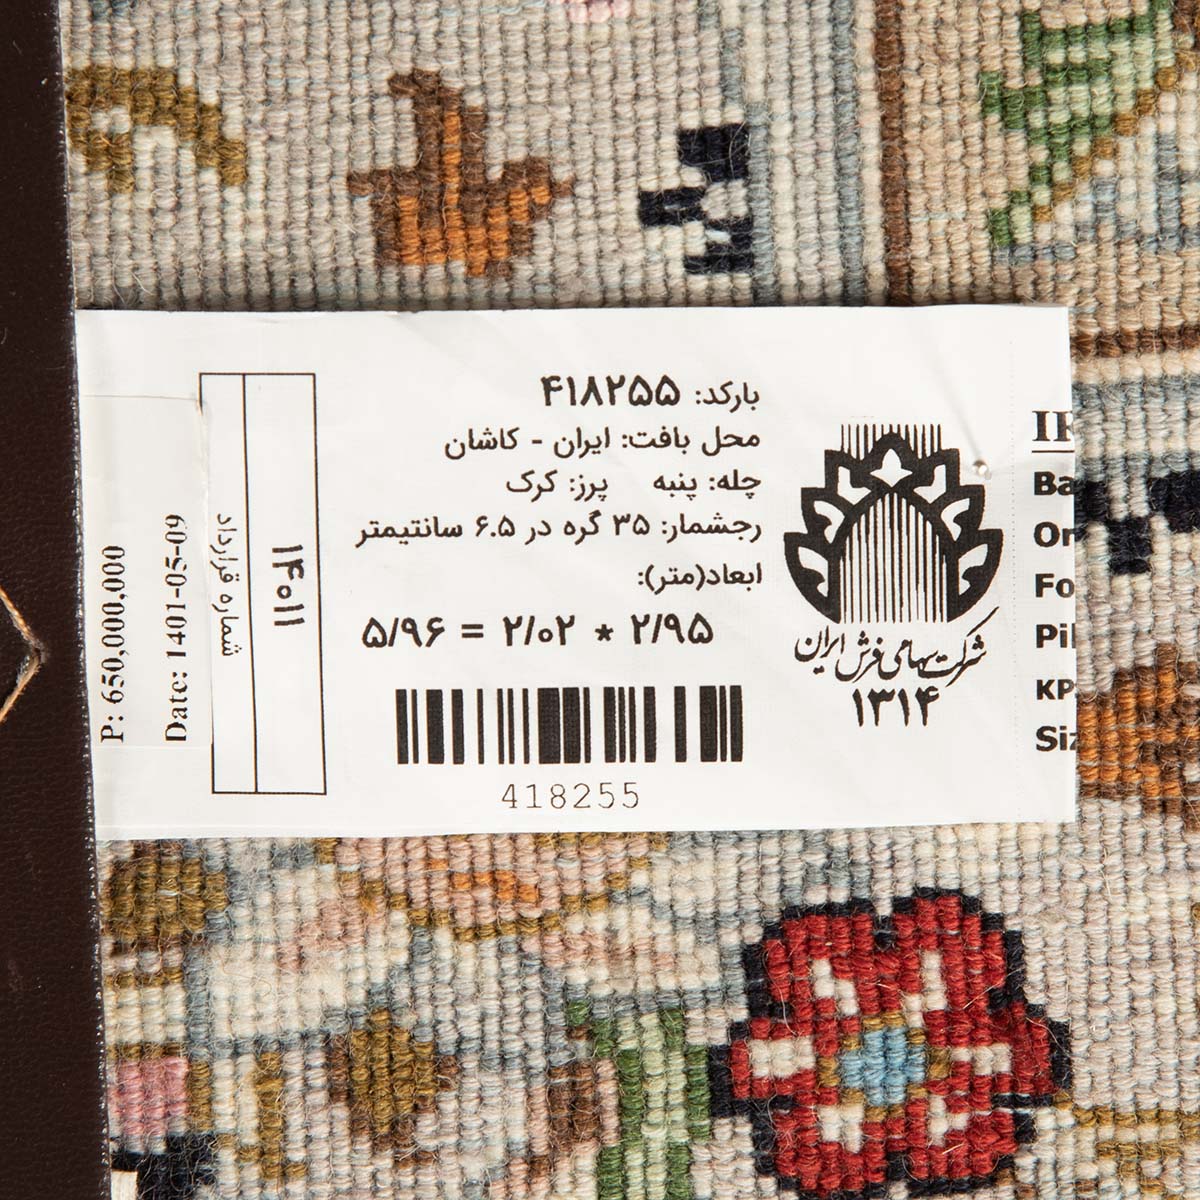 بارکد: ۴۱۸۲۵۵
محل بافت: ایران - کاشان
چله: پنبه پرز: کرک
رجشمار: ۳۵ گره در ۶.۵ سانتیمتر
ابعاد(متر):
۲/۹۵ * ۲/۰۲ = ۵/۹۶
418255
شرکت سهامی فرش ایران
۱۳۱۴
شماره قرارداد
۱۴۰۱۱
P: 650,000,000
Date: 1401-05-09
Ba
Or
Fo
Pil
KP
Siz